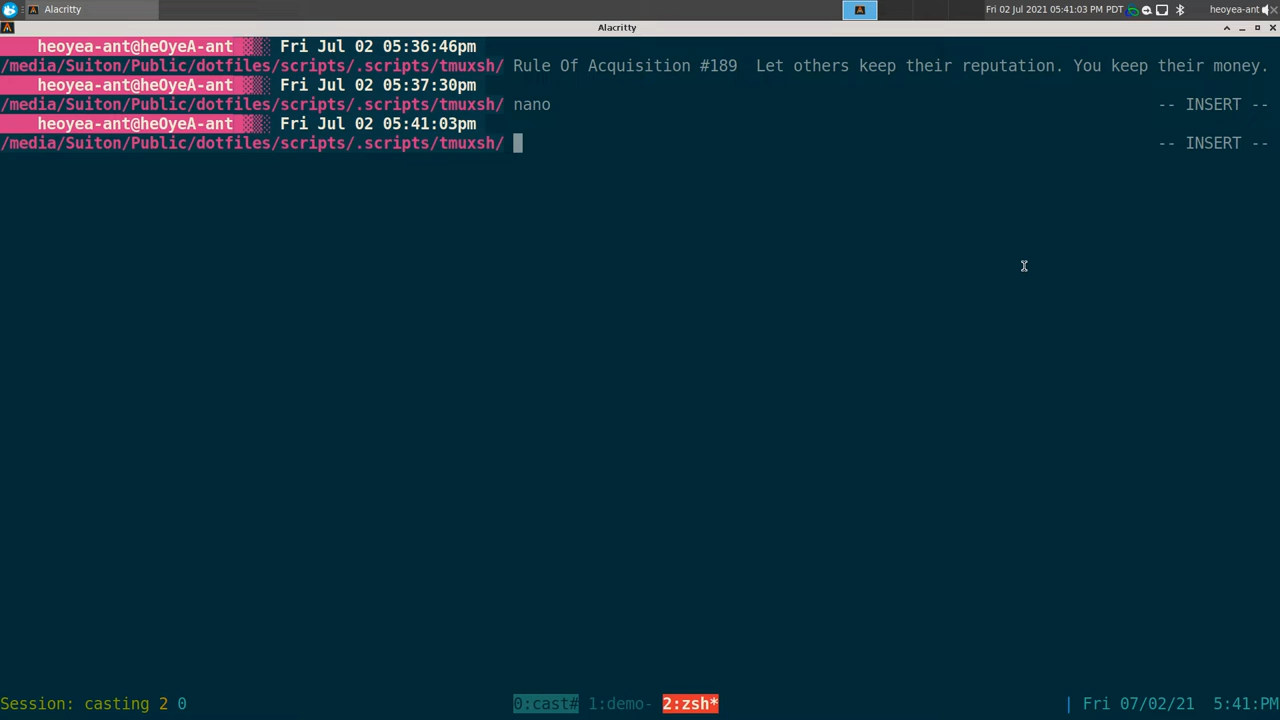 Alacritty
Fri 02 Jul 2021 05:41:03 PM PDT
heoyea-ant
Alacritty
heoyea-ant@heOyeA-ant Fri Jul 02 05:36:46pm
/media/Suiton/Public/dotfiles/scripts/.scripts/tmuxsh/ Rule Of Acquisition #189  Let others keep their reputation. You keep their money.
heoyea-ant@heOyeA-ant Fri Jul 02 05:37:30pm
/media/Suiton/Public/dotfiles/scripts/.scripts/tmuxsh/ nano -- INSERT --
heoyea-ant@heOyeA-ant Fri Jul 02 05:41:03pm
/media/Suiton/Public/dotfiles/scripts/.scripts/tmuxsh/ -- INSERT --
Session: casting 2 0 0:cast# 1:demo- 2:zsh* | Fri 07/02/21 5:41:PM